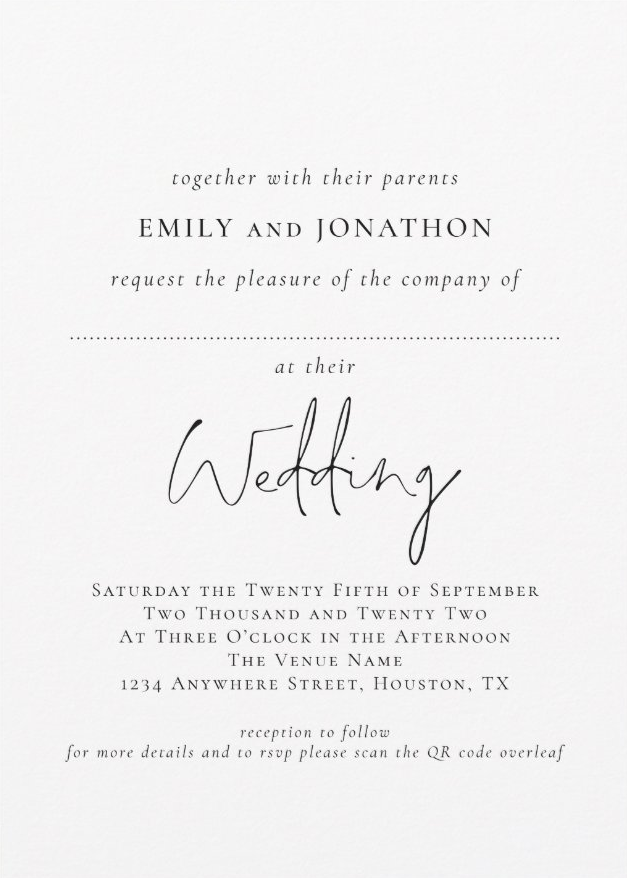 together with their parents
EMILY AND JONATHON
request the pleasure of the company of
................................................................................
at their
Wedding
SATURDAY THE TWENTY FIFTH OF SEPTEMBER
TWO THOUSAND AND TWENTY TWO
AT THREE O'CLOCK IN THE AFTERNOON
THE VENUE NAME
1234 ANYWHERE STREET, HOUSTON, TX
reception to follow
for more details and to rsvp please scan the QR code overleaf